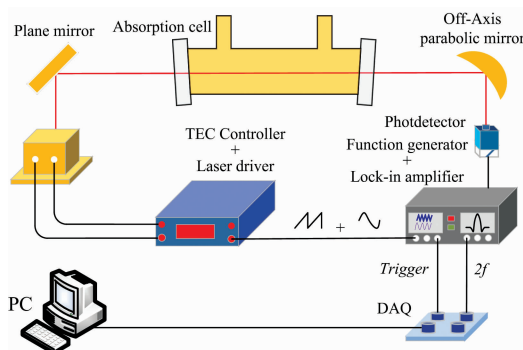 Plane mirror
Absorption cell
Off-Axis
parabolic mirror
Photdetector
TEC Controller
+
Laser driver
Function generator
+
Lock-in amplifier
+
Trigger
2f
PC
DAQ